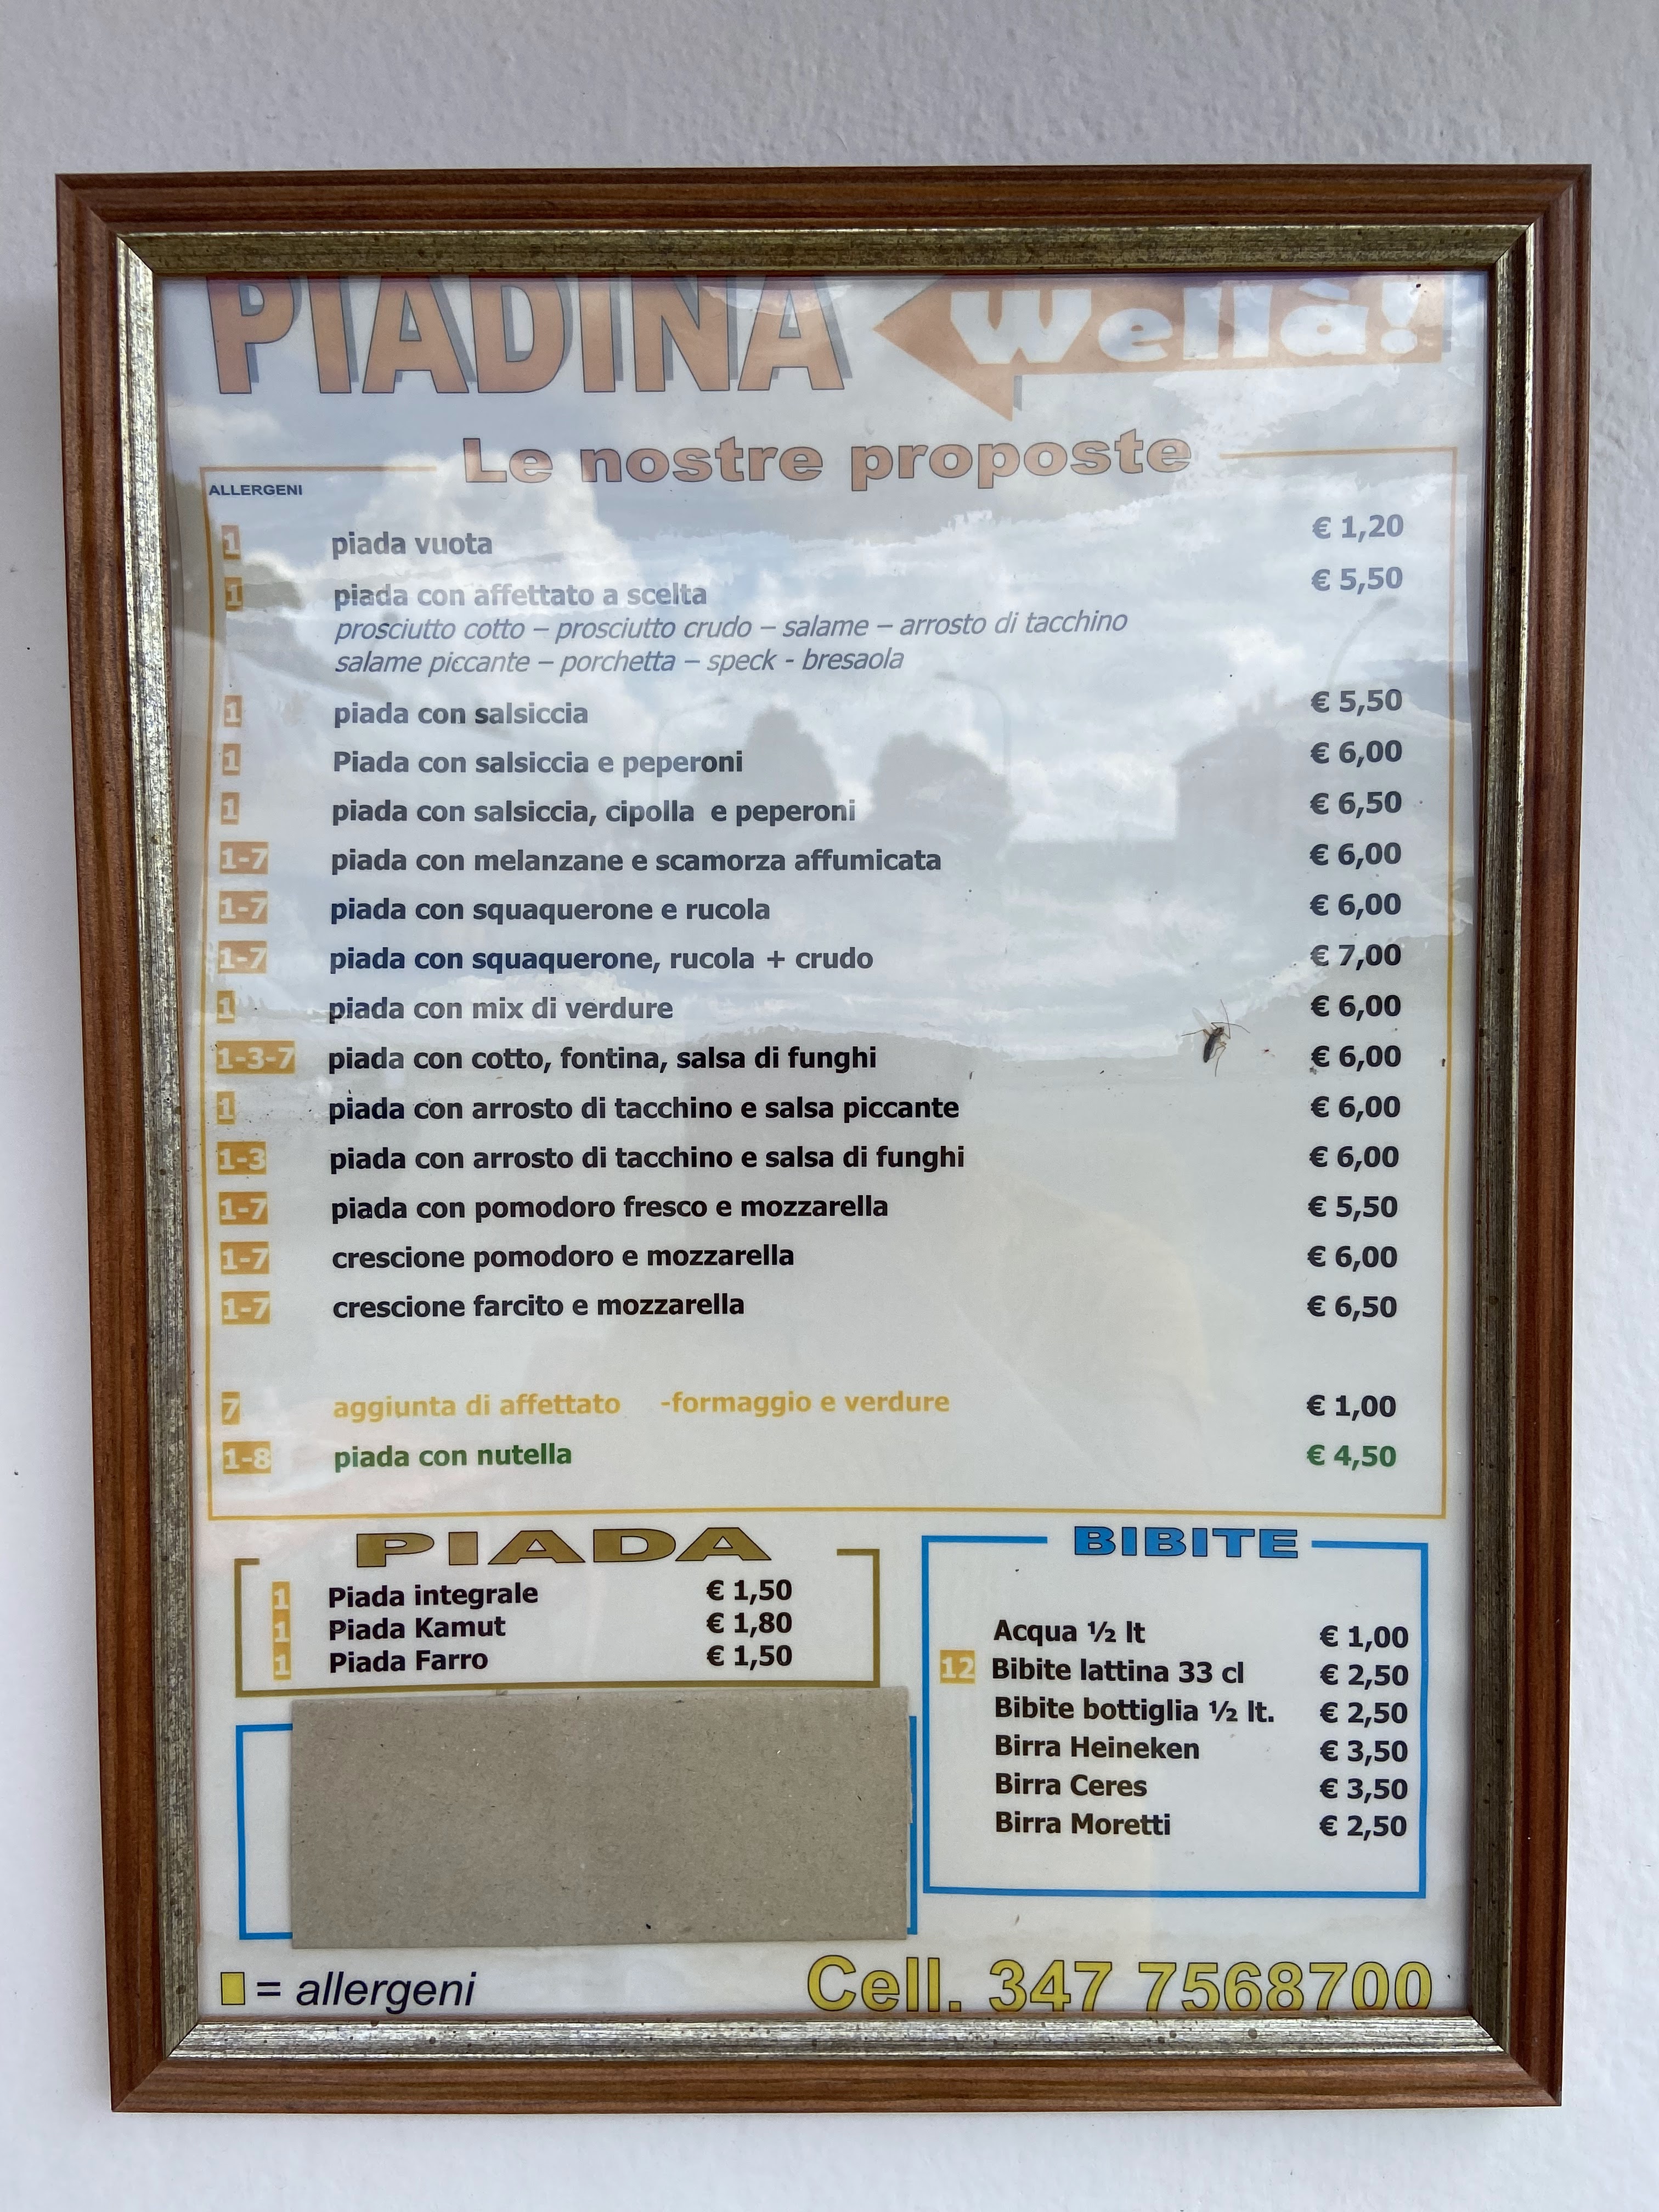 PIADINA Wellà!
Le nostre proposte
ALLERGENI
1 piada vuota € 1,20
1 piada con affettato a scelta € 5,50
prosciutto cotto – prosciutto crudo – salame – arrosto di tacchino
salame piccante – porchetta – speck - bresaola
1 piada con salsiccia € 5,50
1 Piada con salsiccia e peperoni € 6,00
1 piada con salsiccia, cipolla e peperoni € 6,50
1-7 piada con melanzane e scamorza affumicata € 6,00
1-7 piada con squaquerone e rucola € 6,00
1-7 piada con squaquerone, rucola + crudo € 7,00
1 piada con mix di verdure € 6,00
1-3-7 piada con cotto, fontina, salsa di funghi € 6,00
1 piada con arrosto di tacchino e salsa piccante € 6,00
1-3 piada con arrosto di tacchino e salsa di funghi € 6,00
1-7 piada con pomodoro fresco e mozzarella € 5,50
1-7 crescione pomodoro e mozzarella € 6,00
1-7 crescione farcito e mozzarella € 6,50
7 aggiunta di affettato -formaggio e verdure € 1,00
1-8 piada con nutella € 4,50
PIADA
1 Piada integrale € 1,50
1 Piada Kamut € 1,80
1 Piada Farro € 1,50
BIBITE
Acqua ½ lt € 1,00
12 Bibite lattina 33 cl € 2,50
Bibite bottiglia ½ lt. € 2,50
Birra Heineken € 3,50
Birra Ceres € 3,50
Birra Moretti € 2,50
= allergeni
Cell. 347 7568700